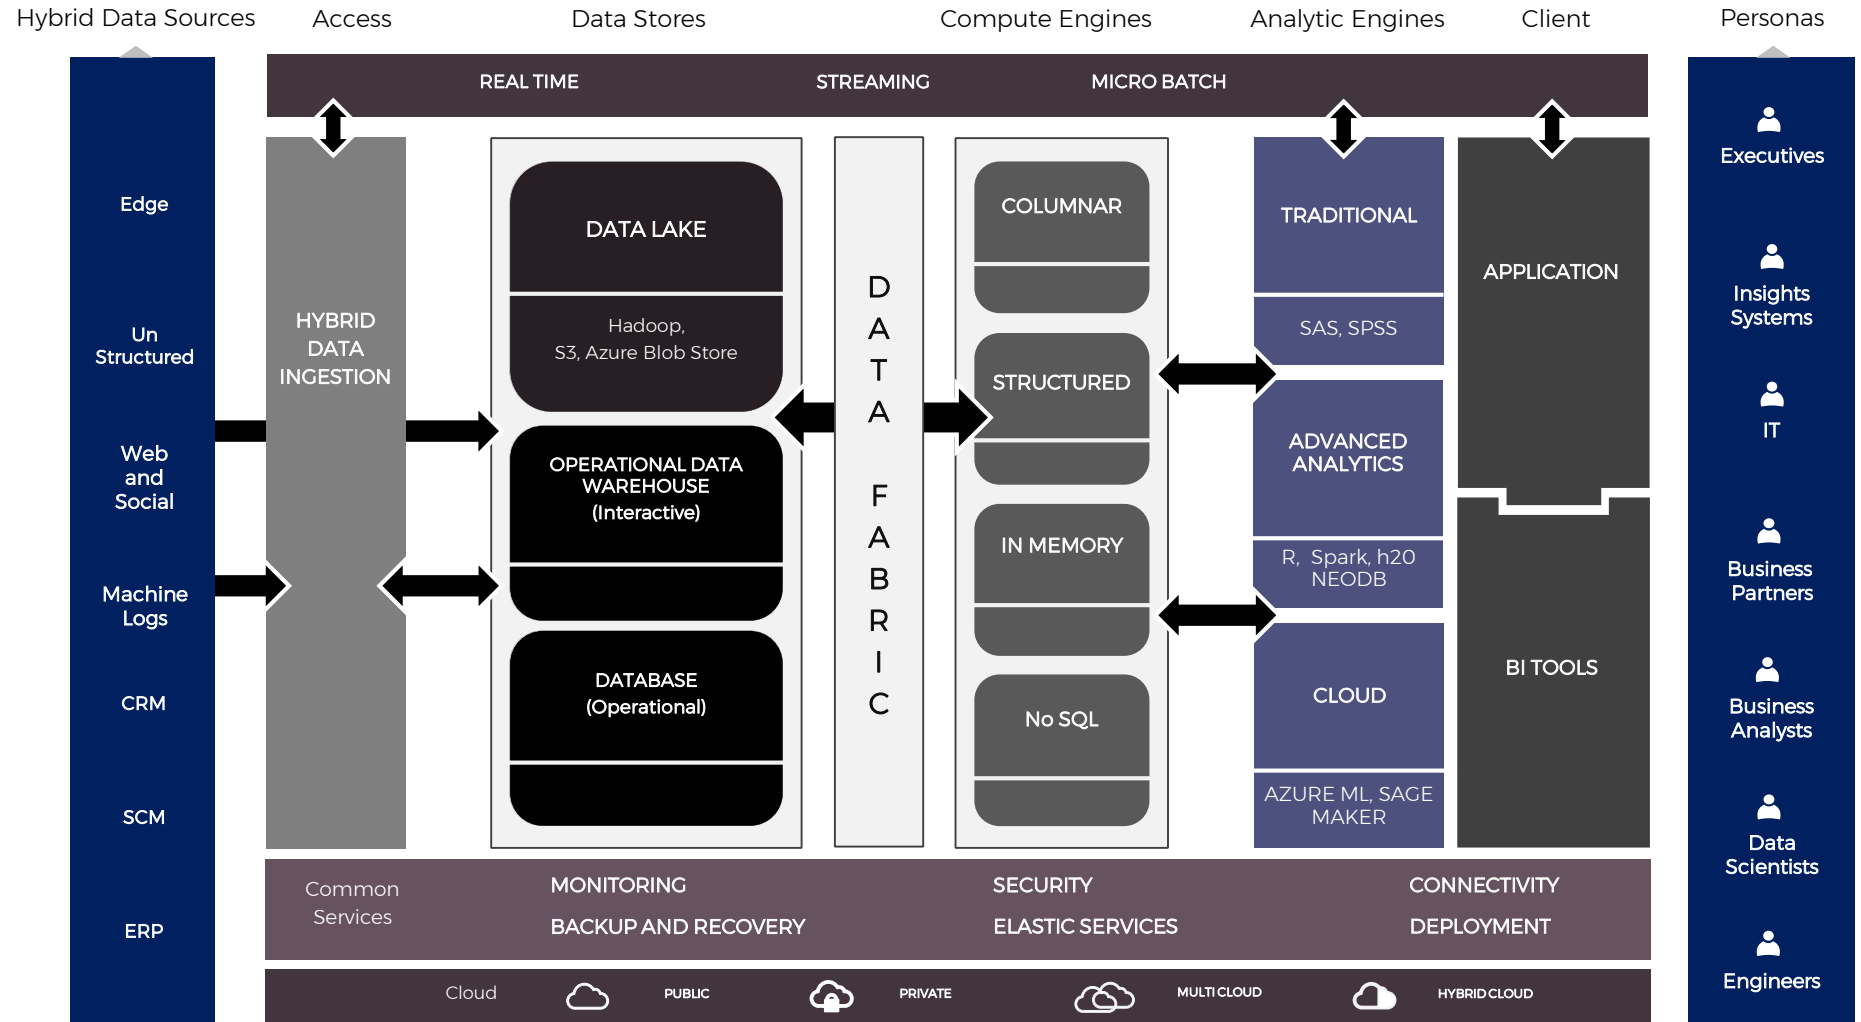 Hybrid Data Sources
Access
Data Stores
Compute Engines
Analytic Engines
Client
Personas
REAL TIME
STREAMING
MICRO BATCH
Edge
Un
Structured
Web
and
Social
Machine
Logs
CRM
SCM
ERP
HYBRID
DATA
INGESTION
DATA LAKE
Hadoop,
S3, Azure Blob Store
OPERATIONAL DATA
WAREHOUSE
(Interactive)
DATABASE
(Operational)
D
A
T
A
F
A
B
R
I
C
COLUMNAR
STRUCTURED
IN MEMORY
No SQL
TRADITIONAL
SAS, SPSS
ADVANCED
ANALYTICS
R, Spark, h20
NEODB
CLOUD
AZURE ML, SAGE
MAKER
APPLICATION
BI TOOLS
Executives
Insights
Systems
IT
Business
Partners
Business
Analysts
Data
Scientists
Engineers
Common
Services
MONITORING
SECURITY
CONNECTIVITY
BACKUP AND RECOVERY
ELASTIC SERVICES
DEPLOYMENT
Cloud
PUBLIC
PRIVATE
MULTI CLOUD
HYBRID CLOUD